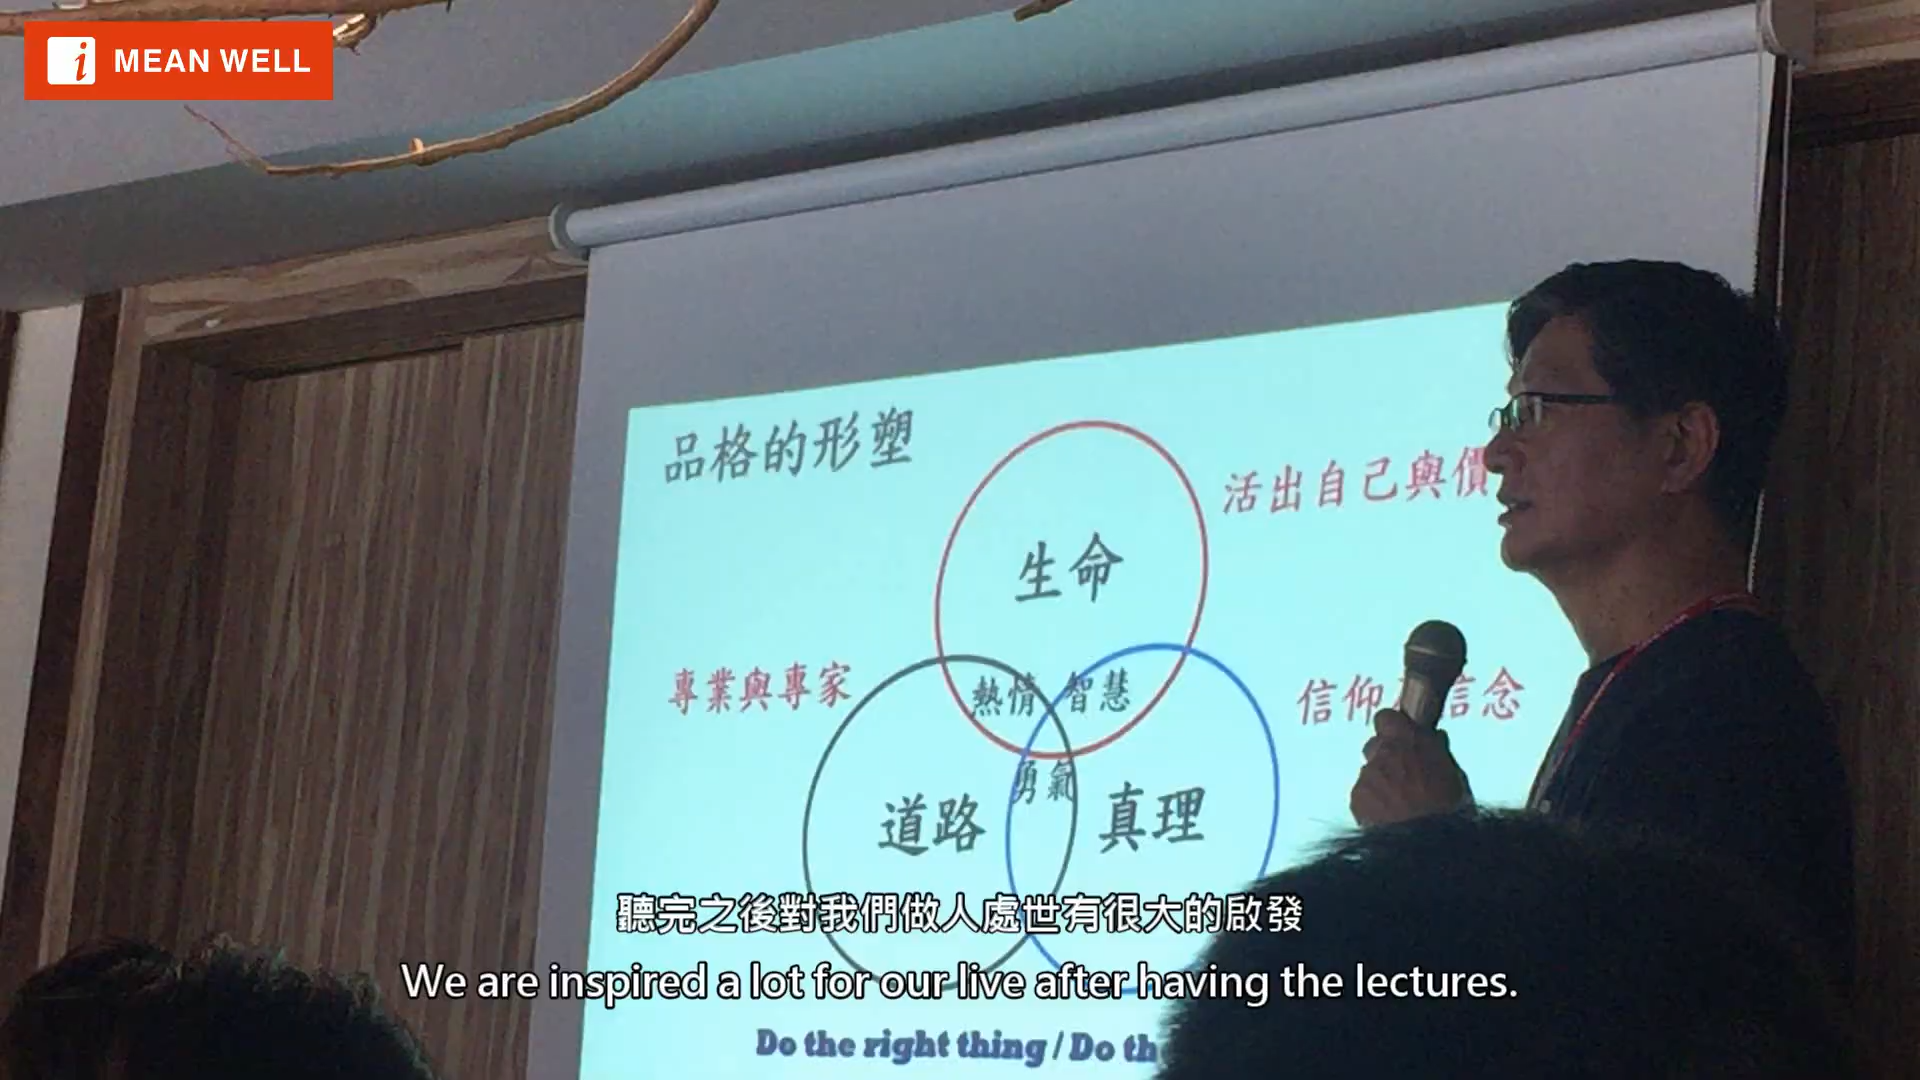 i MEAN WELL
品格的形塑
活出自己與價
生命
專業與專家
熱情 智慧
信仰 信念
勇氣
道路 真理
聽完之後對我們做人處世有很大的啟發
We are inspired a lot for our live after having the lectures.
Do the right thing / Do th